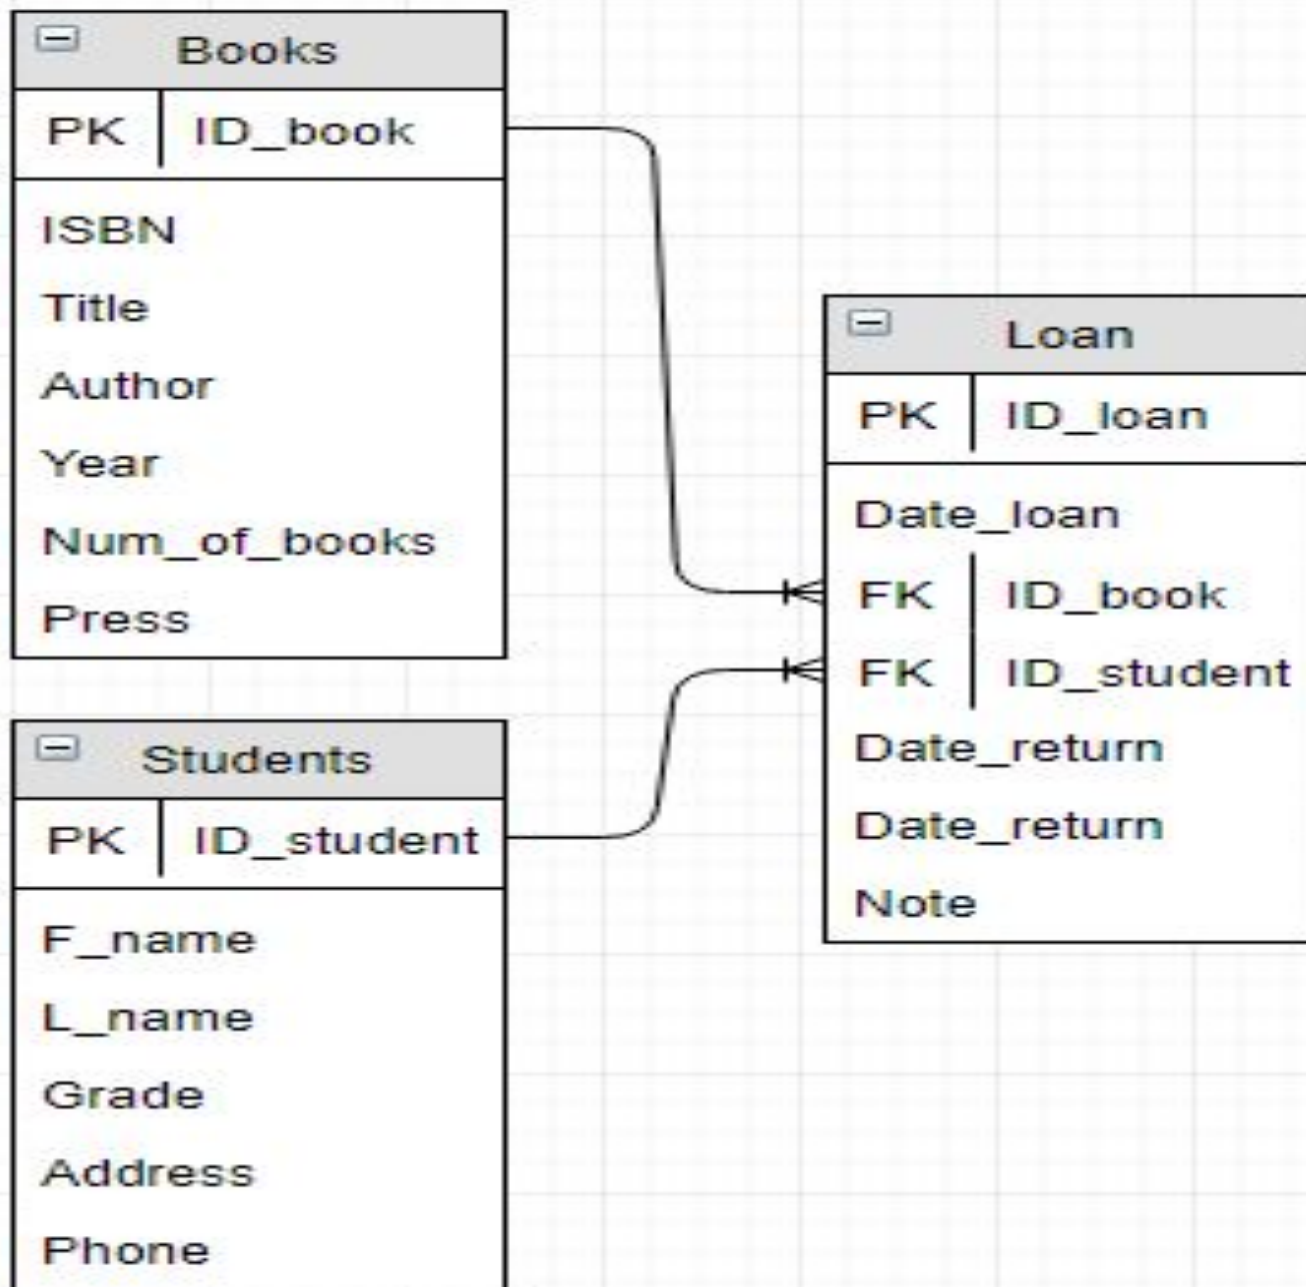 Books
PK ID_book
ISBN
Title
Author
Year
Num_of_books
Press
Students
PK ID_student
F_name
L_name
Grade
Address
Phone
Loan
PK ID_loan
Date_loan
FK ID_book
FK ID_student
Date_return
Date_return
Note